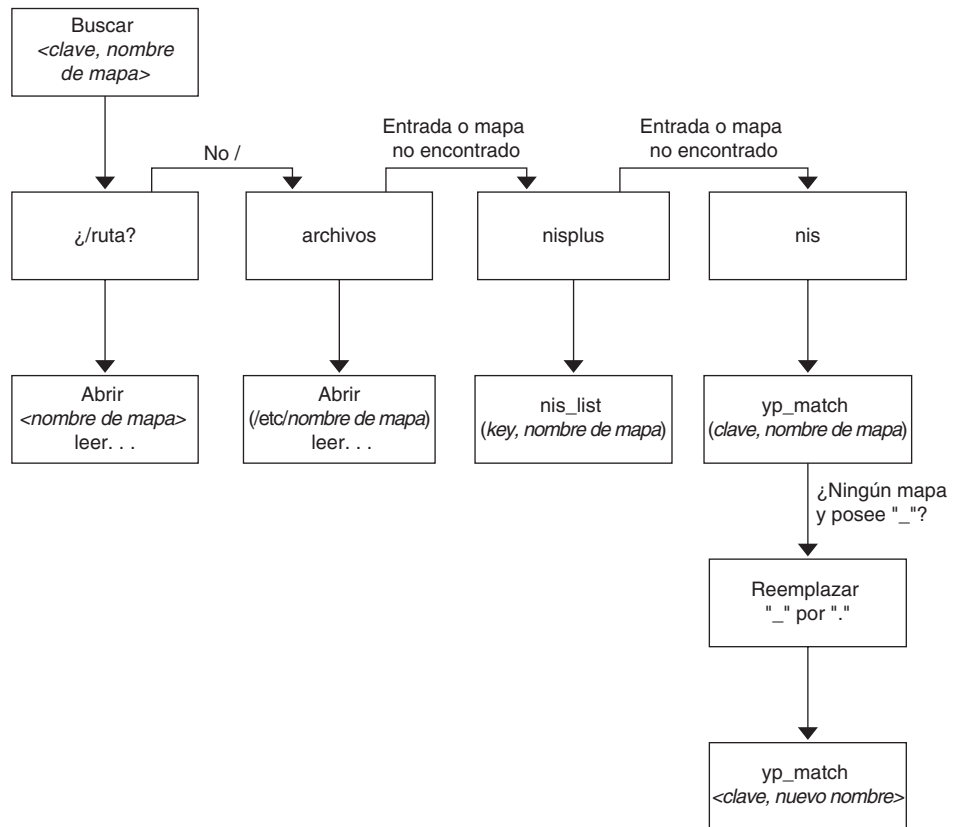 Buscar
<clave, nombre
de mapa>
No /
Entrada o mapa
no encontrado
Entrada o mapa
no encontrado
¿/ruta?
archivos
nisplus
nis
Abrir
<nombre de mapa>
leer. . .
Abrir
(/etc/nombre de mapa)
leer. . .
nis_list
(key, nombre de mapa)
yp_match
(clave, nombre de mapa)
¿Ningún mapa
y posee "_"?
Reemplazar
"_" por "."
yp_match
<clave, nuevo nombre>